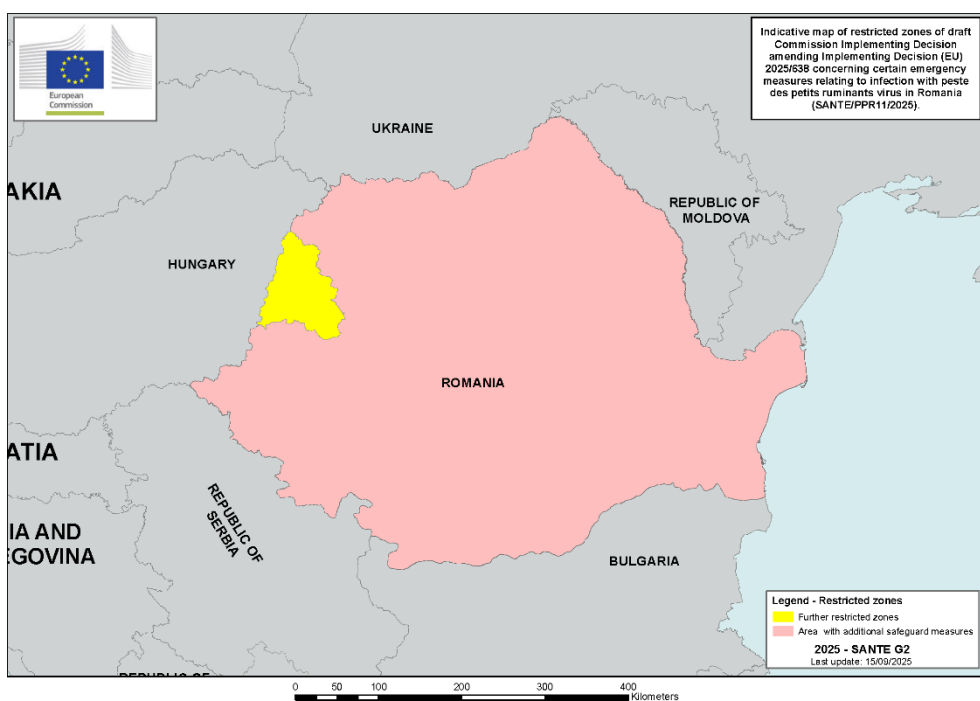 European
Commission
Indicative map of restricted zones of draft
Commission Implementing Decision
amending Implementing Decision (EU)
2025/638 concerning certain emergency
measures relating to infection with peste
des petits ruminants virus in Romania
(SANTE/PPR11/2025).
UKRAINE
AKIA
REPUBLIC OF
MOLDOVA
HUNGARY
ROMANIA
ATIA
REPUBLIC OF
SERBIA
IA AND
EGOVINA
BULGARIA
Legend - Restricted zones
Further restricted zones
Area with additional safeguard measures
2025 - SANTE G2
Last update: 15/09/2025
REPUBLIC OF
0 50 100 200 300 400
Kilometers